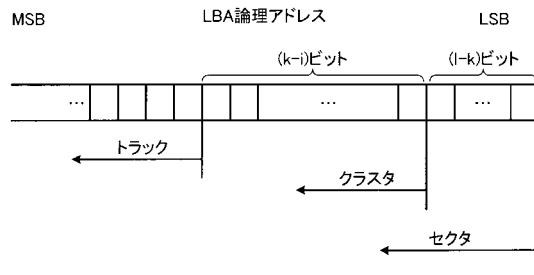 MSB LBA論理アドレス LSB
(k-i)ビット (l-k)ビット
... ... ...
トラック
クラスタ
セクタ